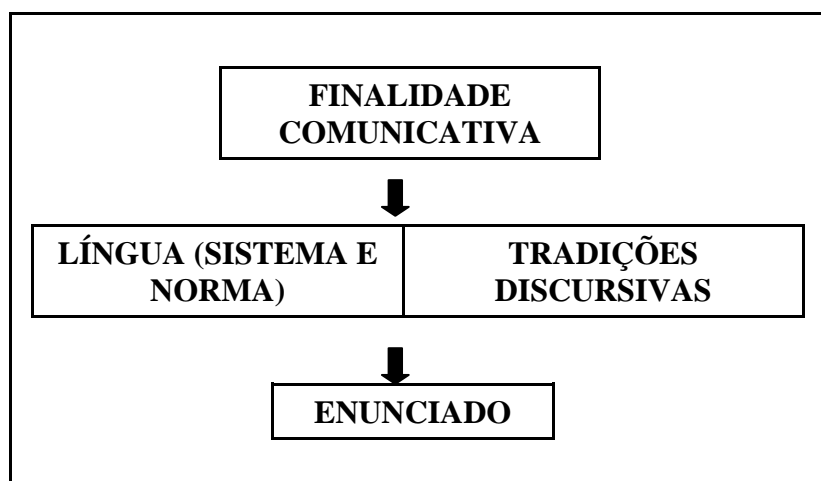 FINALIDADE
COMUNICATIVA
LÍNGUA (SISTEMA E
NORMA)
TRADIÇÕES
DISCURSIVAS
ENUNCIADO